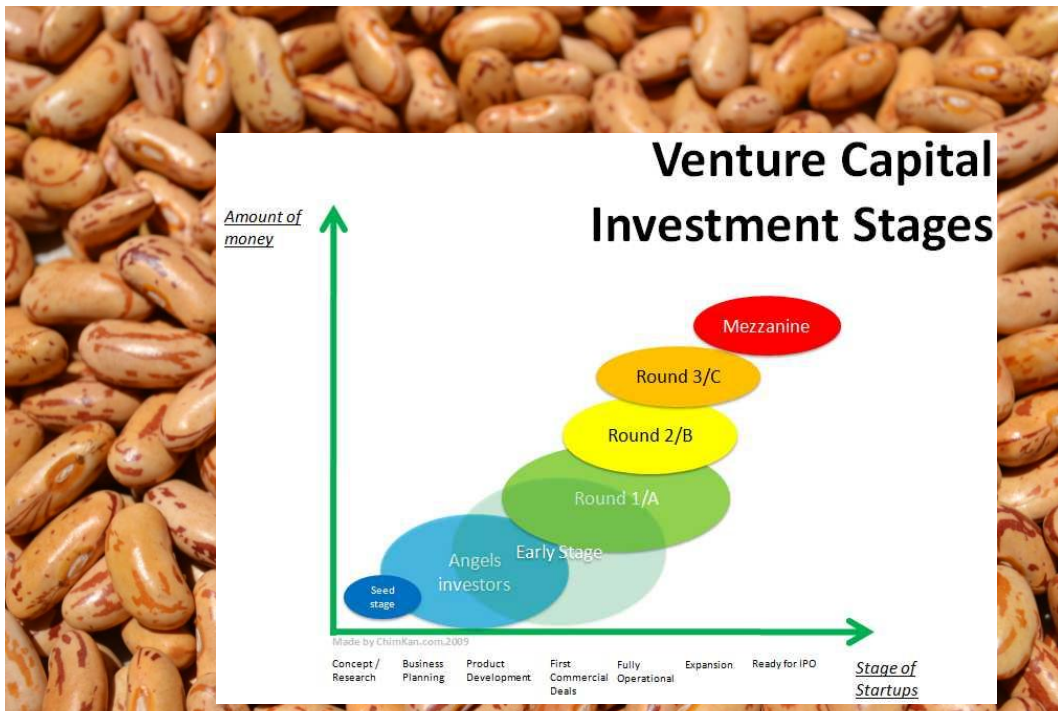 Venture Capital
Investment Stages
Amount of
money
Mezzanine
Round 3/C
Round 2/B
Round 1/A
Early Stage
Angels
investors
Seed
stage
Made by ChimKan.com.2009
Concept /
Research
Business
Planning
Product
Development
First
Commercial
Deals
Fully
Operational
Expansion
Ready for IPO
Stage of
Startups